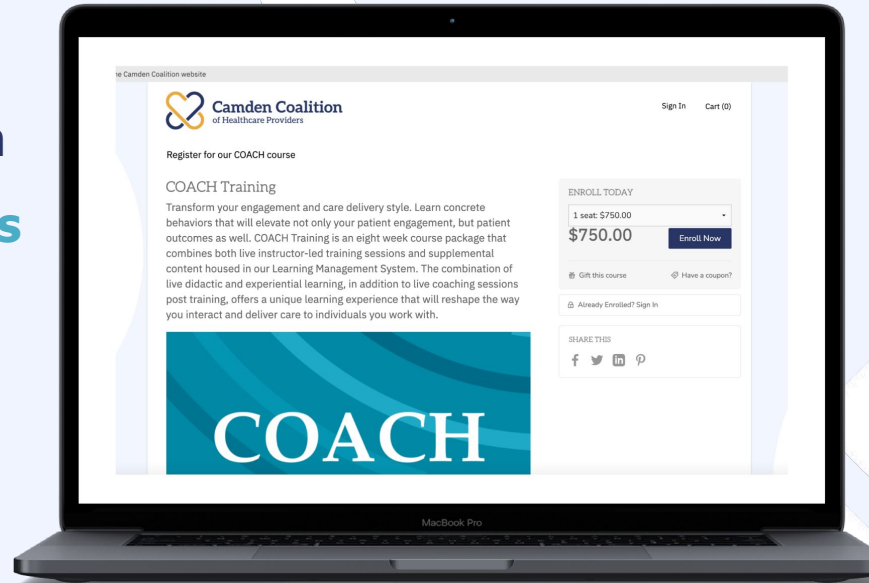 he Camden Coalition website
Camden Coalition
of Healthcare Providers
Sign In Cart (0)
Register for our COACH course
COACH Training
Transform your engagement and care delivery style. Learn concrete
behaviors that will elevate not only your patient engagement, but patient
outcomes as well. COACH Training is an eight week course package that
combines both live instructor-led training sessions and supplemental
content housed in our Learning Management System. The combination of
live didactic and experiential learning, in addition to live coaching sessions
post training, offers a unique learning experience that will reshape the way
you interact and deliver care to individuals you work with.
COACH
ENROLL TODAY
1 seat: $750.00
$750.00 Enroll Now
Gift this course Have a coupon?
Already Enrolled? Sign In
SHARE THIS
MacBook Pro